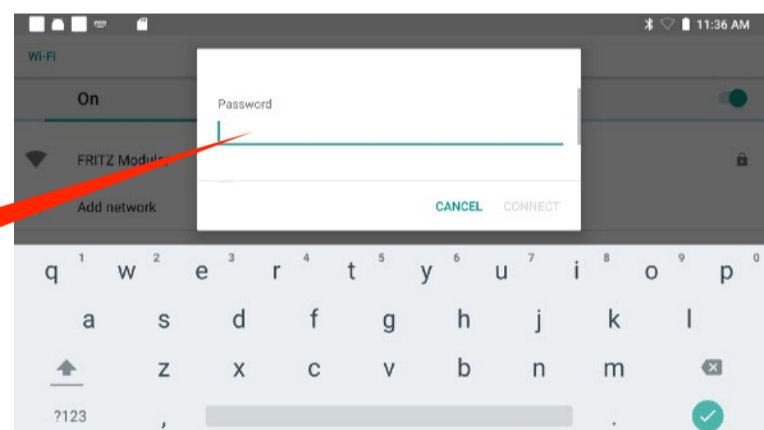 11:36 AM
Wi-Fi
On
Password
FRITZ
Add network
CANCEL CONNECT
q 1 w 2 e 3 r 4 t 5 y 6 u 7 i 8 o 9 p 0
a s d f g h j k l
z x c v b n m
?123 , .